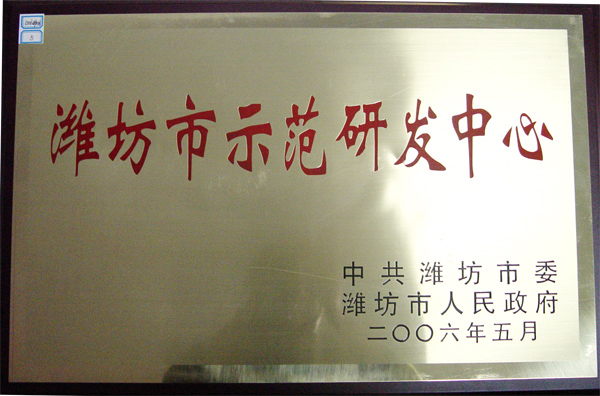 潍坊市示范研发中心
中共潍坊市委
潍坊市人民政府
二〇〇六年五月